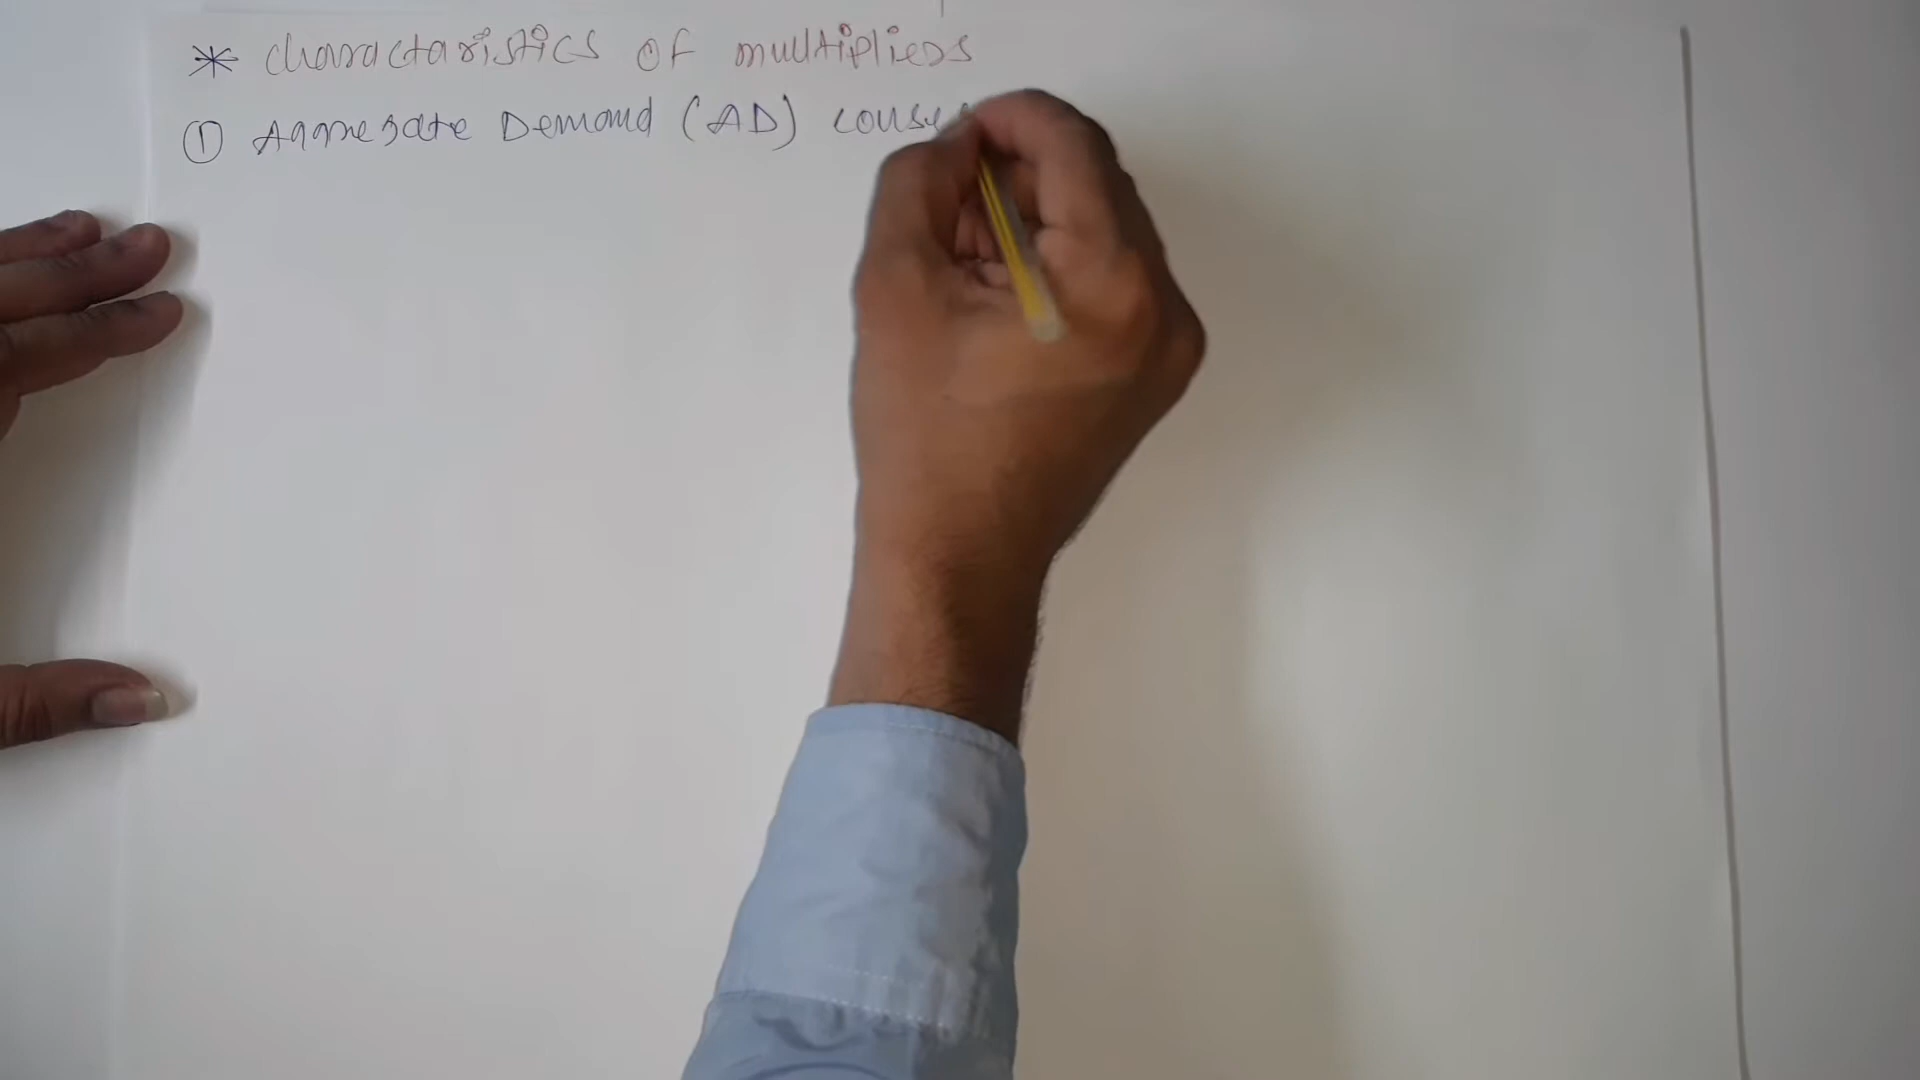 * characteristics of multipliers
① Aggregate Demand (AD)